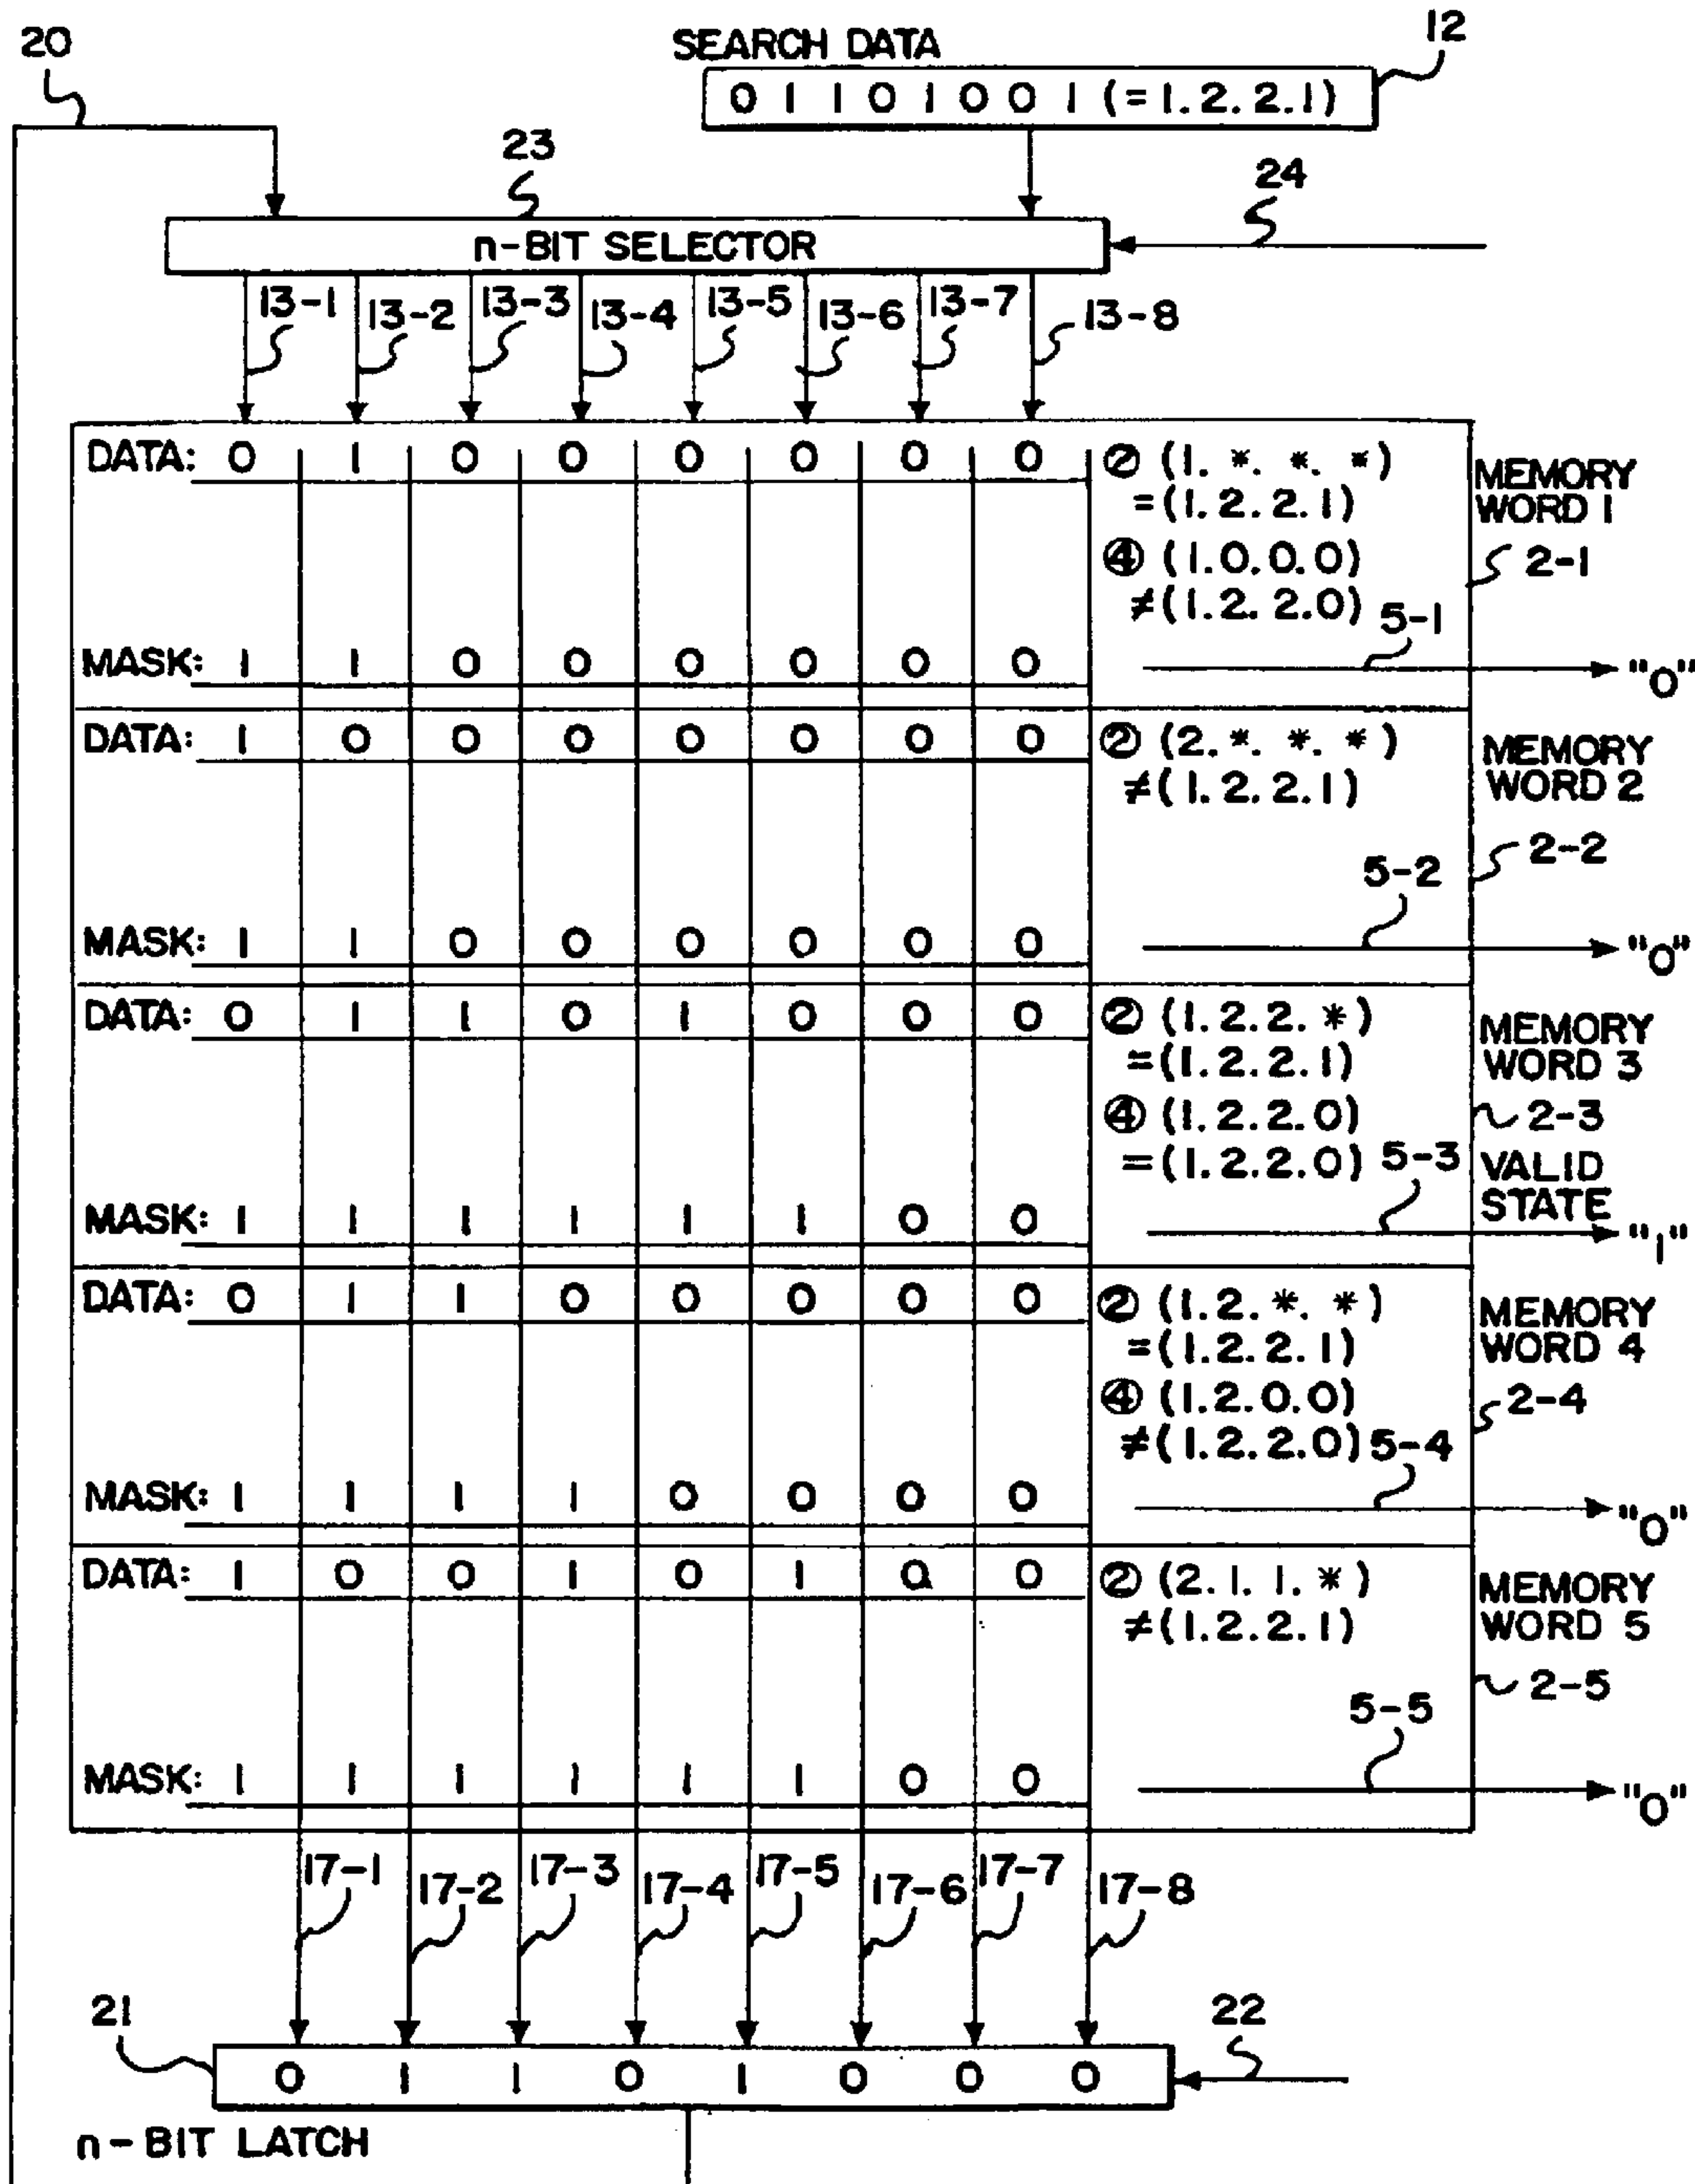 20
SEARCH DATA
12
0 1 1 0 1 0 0 1 (= 1. 2. 2. 1)
23
24
n-BIT SELECTOR
13-1 13-2 13-3 13-4 13-5 13-6 13-7 13-8
DATA: 0 1 0 0 0 0 0 0
② (1. *. *. *)
=(1. 2. 2. 1)
④ (1.0.0.0)
≠(1. 2. 2.0)
MEMORY
WORD 1
2-1
5-1
MASK: 1 1 0 0 0 0 0 0
"0"
DATA: 1 0 0 0 0 0 0 0
② (2. *. *. *)
≠(1. 2. 2. 1)
MEMORY
WORD 2
2-2
5-2
MASK: 1 1 0 0 0 0 0 0
"0"
DATA: 0 1 1 0 1 0 0 0
② (1. 2. 2. *)
=(1. 2. 2. 1)
④ (1.2.2.0)
=(1. 2. 2.0)
MEMORY
WORD 3
2-3
5-3
VALID
STATE
MASK: 1 1 1 1 1 1 0 0
"1"
DATA: 0 1 1 0 0 0 0 0
② (1. 2. *. *)
=(1. 2. 2. 1)
④ (1.2.0.0)
≠(1. 2. 2.0)
MEMORY
WORD 4
2-4
5-4
MASK: 1 1 1 1 0 0 0 0
"0"
DATA: 1 0 0 1 0 1 0 0
② (2. 1. 1. *)
≠(1. 2. 2. 1)
MEMORY
WORD 5
2-5
5-5
MASK: 1 1 1 1 1 1 0 0
"0"
17-1 17-2 17-3 17-4 17-5 17-6 17-7 17-8
21
22
0 1 1 0 1 0 0 0
n-BIT LATCH